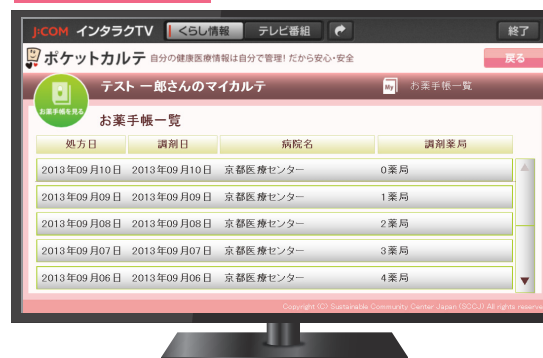 J:COM インタラクTV くらし情報 テレビ番組 終了
ポケットカルテ 自分の健康医療情報は自分で管理! だから安心・安全 戻る
テスト 一郎さんのマイカルテ My お薬手帳一覧
お薬手帳を見る
お薬手帳一覧
処方日 調剤日 病院名 調剤薬局
2013年09月10日 2013年09月10日 京都医療センター 0薬局
2013年09月09日 2013年09月09日 京都医療センター 1薬局
2013年09月08日 2013年09月08日 京都医療センター 2薬局
2013年09月07日 2013年09月07日 京都医療センター 3薬局
2013年09月06日 2013年09月06日 京都医療センター 4薬局
Copyright (C) Sustainable Community Center Japan (SCCJ) All rights reserve